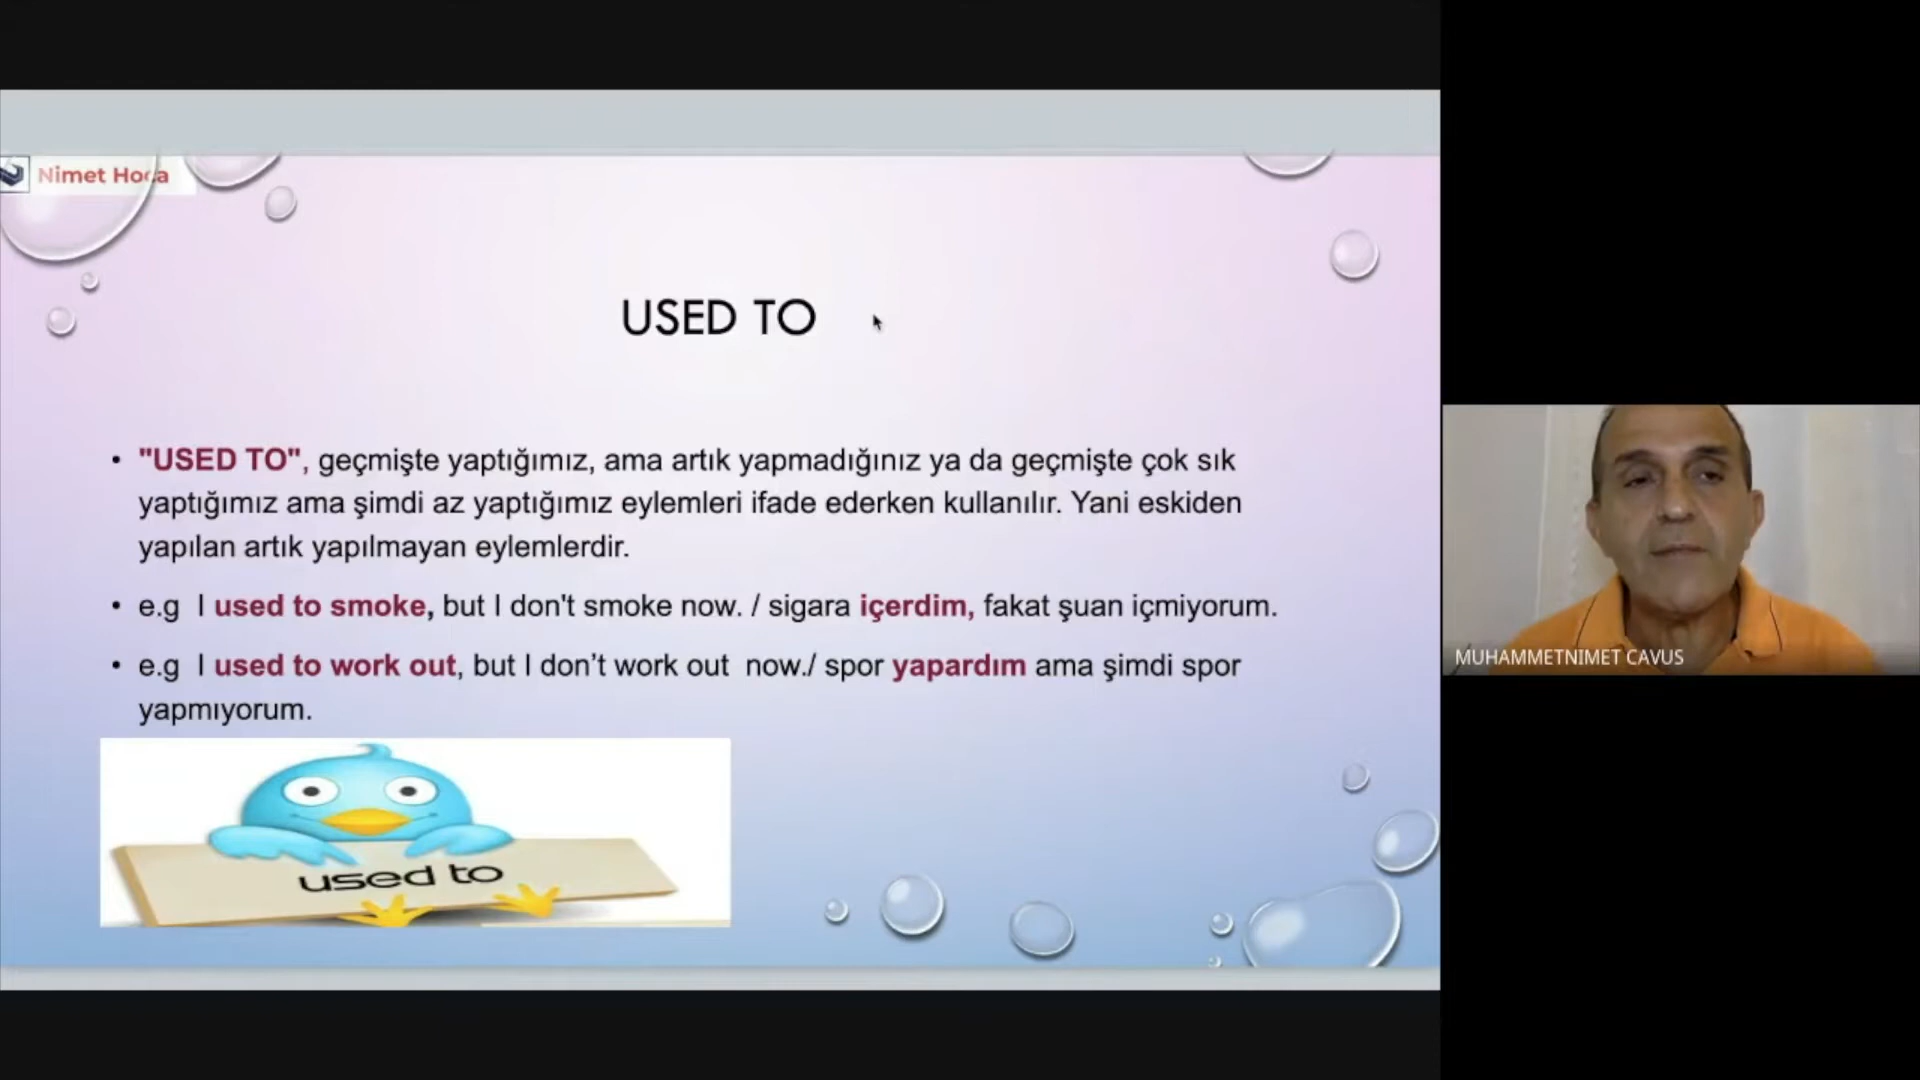 Nimet Hoca
USED TO
• "USED TO", geçmişte yaptığımız, ama artık yapmadığınız ya da geçmişte çok sık
yaptığımız ama şimdi az yaptığımız eylemleri ifade ederken kullanılır. Yani eskiden
yapılan artık yapılmayan eylemlerdir.
• e.g I used to smoke, but I don't smoke now. / sigara içerdim, fakat şuan içmiyorum.
• e.g I used to work out, but I don’t work out now./ spor yapardım ama şimdi spor
yapmıyorum.
used to
MUHAMMETNIMET CAVUS